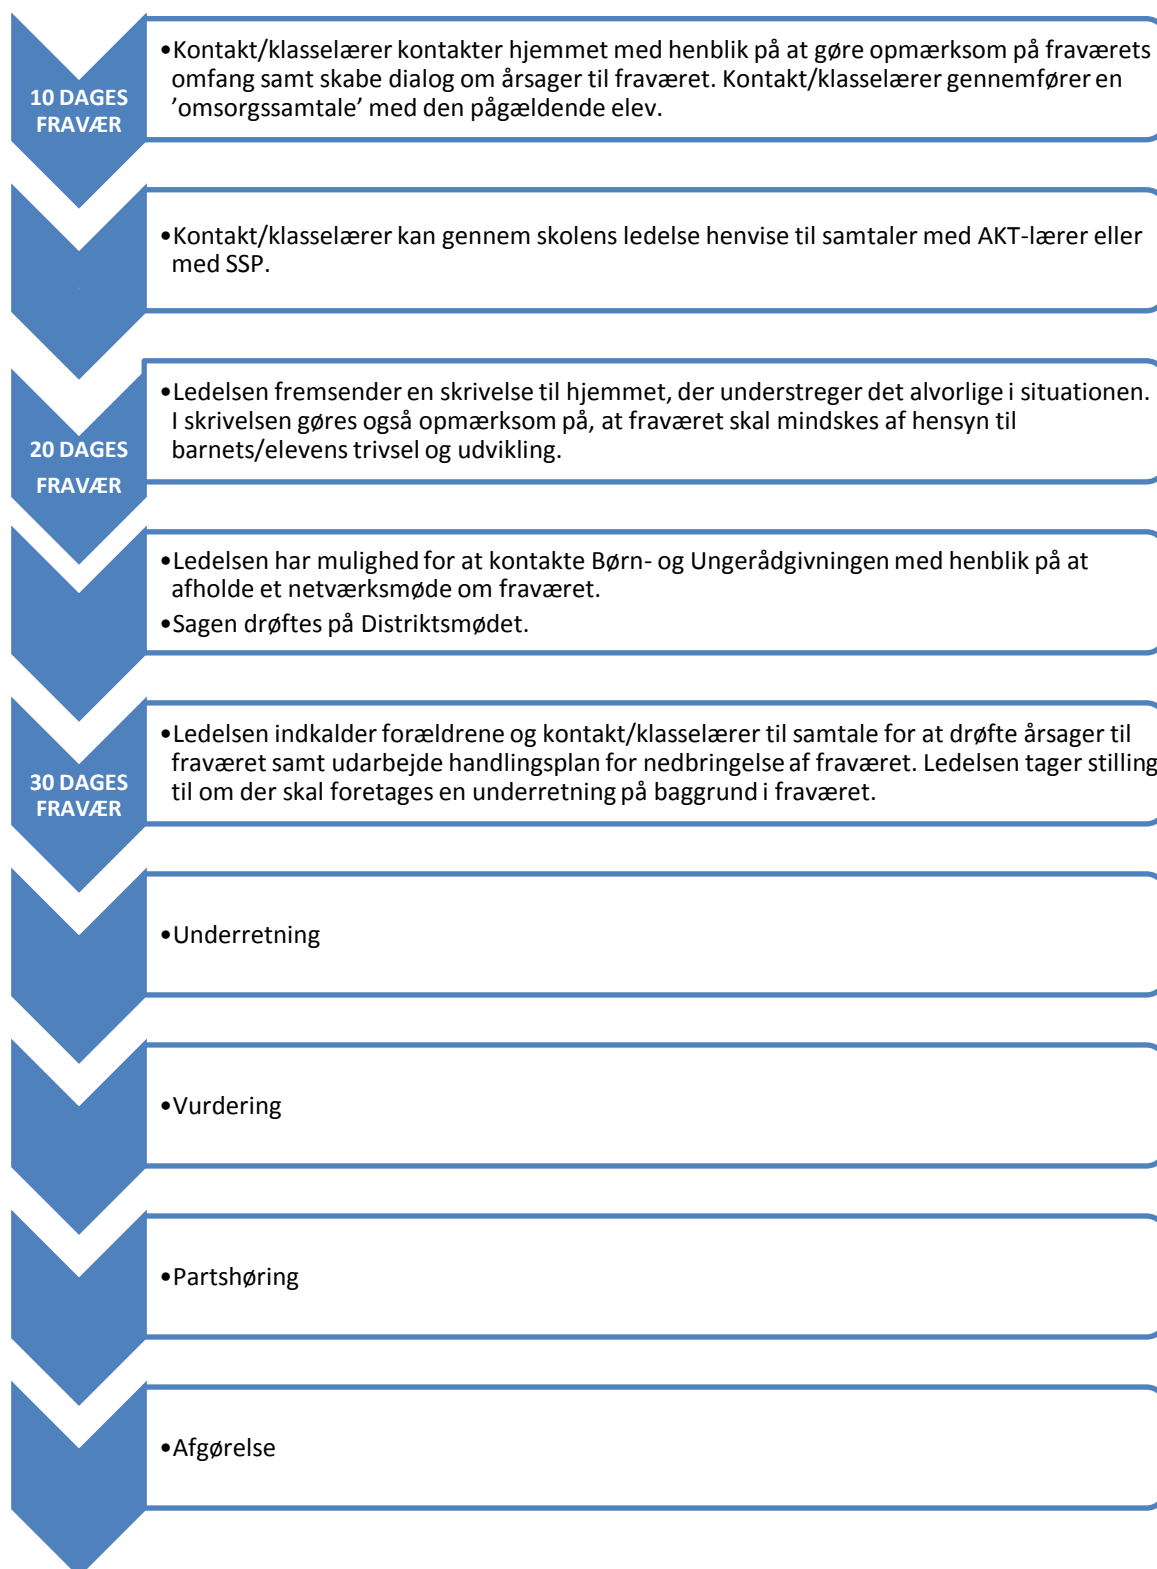 10 DAGES
FRAVÆR
•Kontakt/klasselærer kontakter hjemmet med henblik på at gøre opmærksom på fraværets
omfang samt skabe dialog om årsager til fraværet. Kontakt/klasselærer gennemfører en
’omsorgssamtale’ med den pågældende elev.
•Kontakt/klasselærer kan gennem skolens ledelse henvise til samtaler med AKT-lærer eller
med SSP.
20 DAGES
FRAVÆR
•Ledelsen fremsender en skrivelse til hjemmet, der understreger det alvorlige i situationen.
I skrivelsen gøres også opmærksom på, at fraværet skal mindskes af hensyn til
barnets/elevens trivsel og udvikling.
•Ledelsen har mulighed for at kontakte Børn- og Ungerådgivningen med henblik på at
afholde et netværksmøde om fraværet.
•Sagen drøftes på Distriktsmødet.
30 DAGES
FRAVÆR
•Ledelsen indkalder forældrene og kontakt/klasselærer til samtale for at drøfte årsager til
fraværet samt udarbejde handlingsplan for nedbringelse af fraværet. Ledelsen tager stilling
til om der skal foretages en underretning på baggrund i fraværet.
•Underretning
•Vurdering
•Partshøring
•Afgørelse